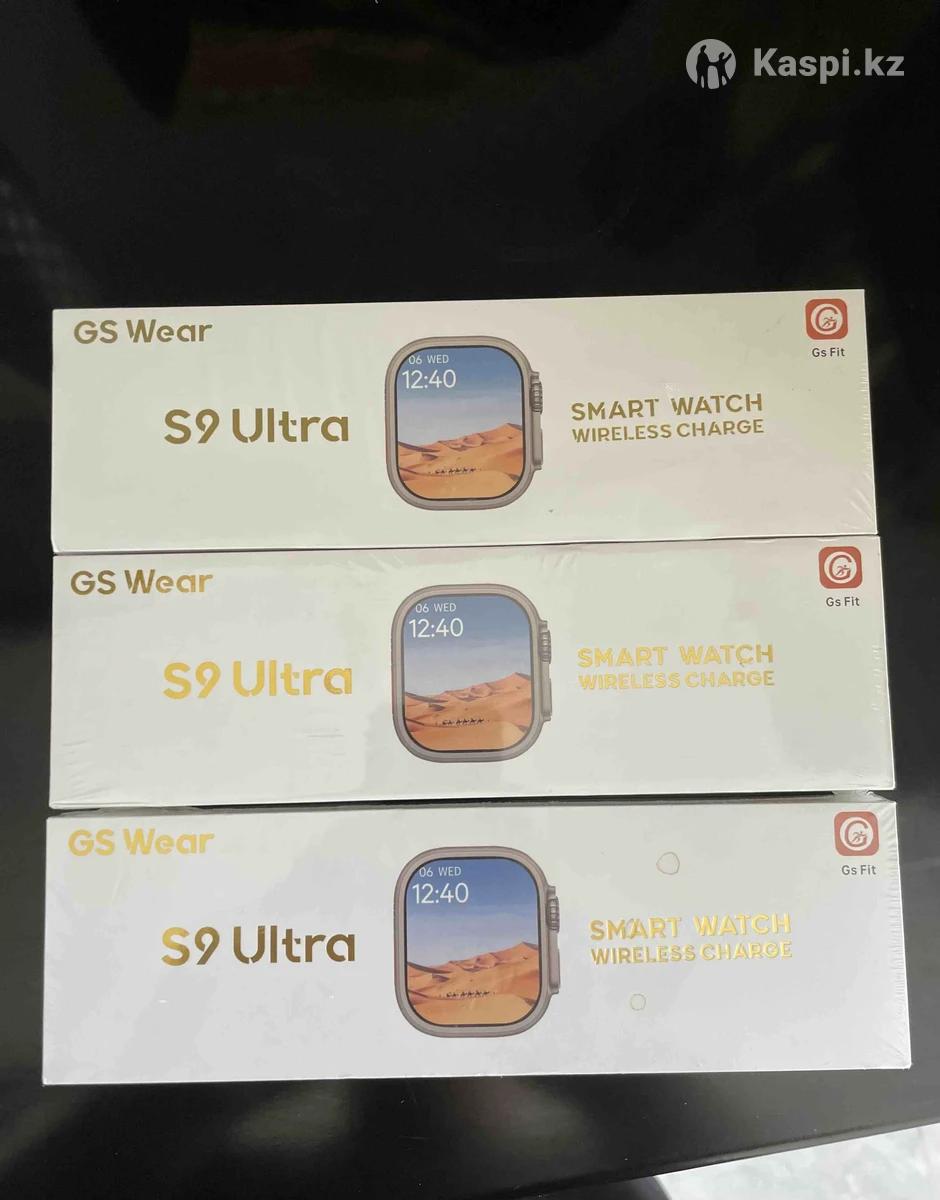 Kaspi.kz
GS Wear
Gs Fit
06 WED
12:40
S9 Ultra
SMART WATCH
WIRELESS CHARGE
GS Wear
Gs Fit
06 WED
12:40
S9 Ultra
SMART WATCH
WIRELESS CHARGE
GS Wear
Gs Fit
06 WED
12:40
S9 Ultra
SMART WATCH
WIRELESS CHARGE